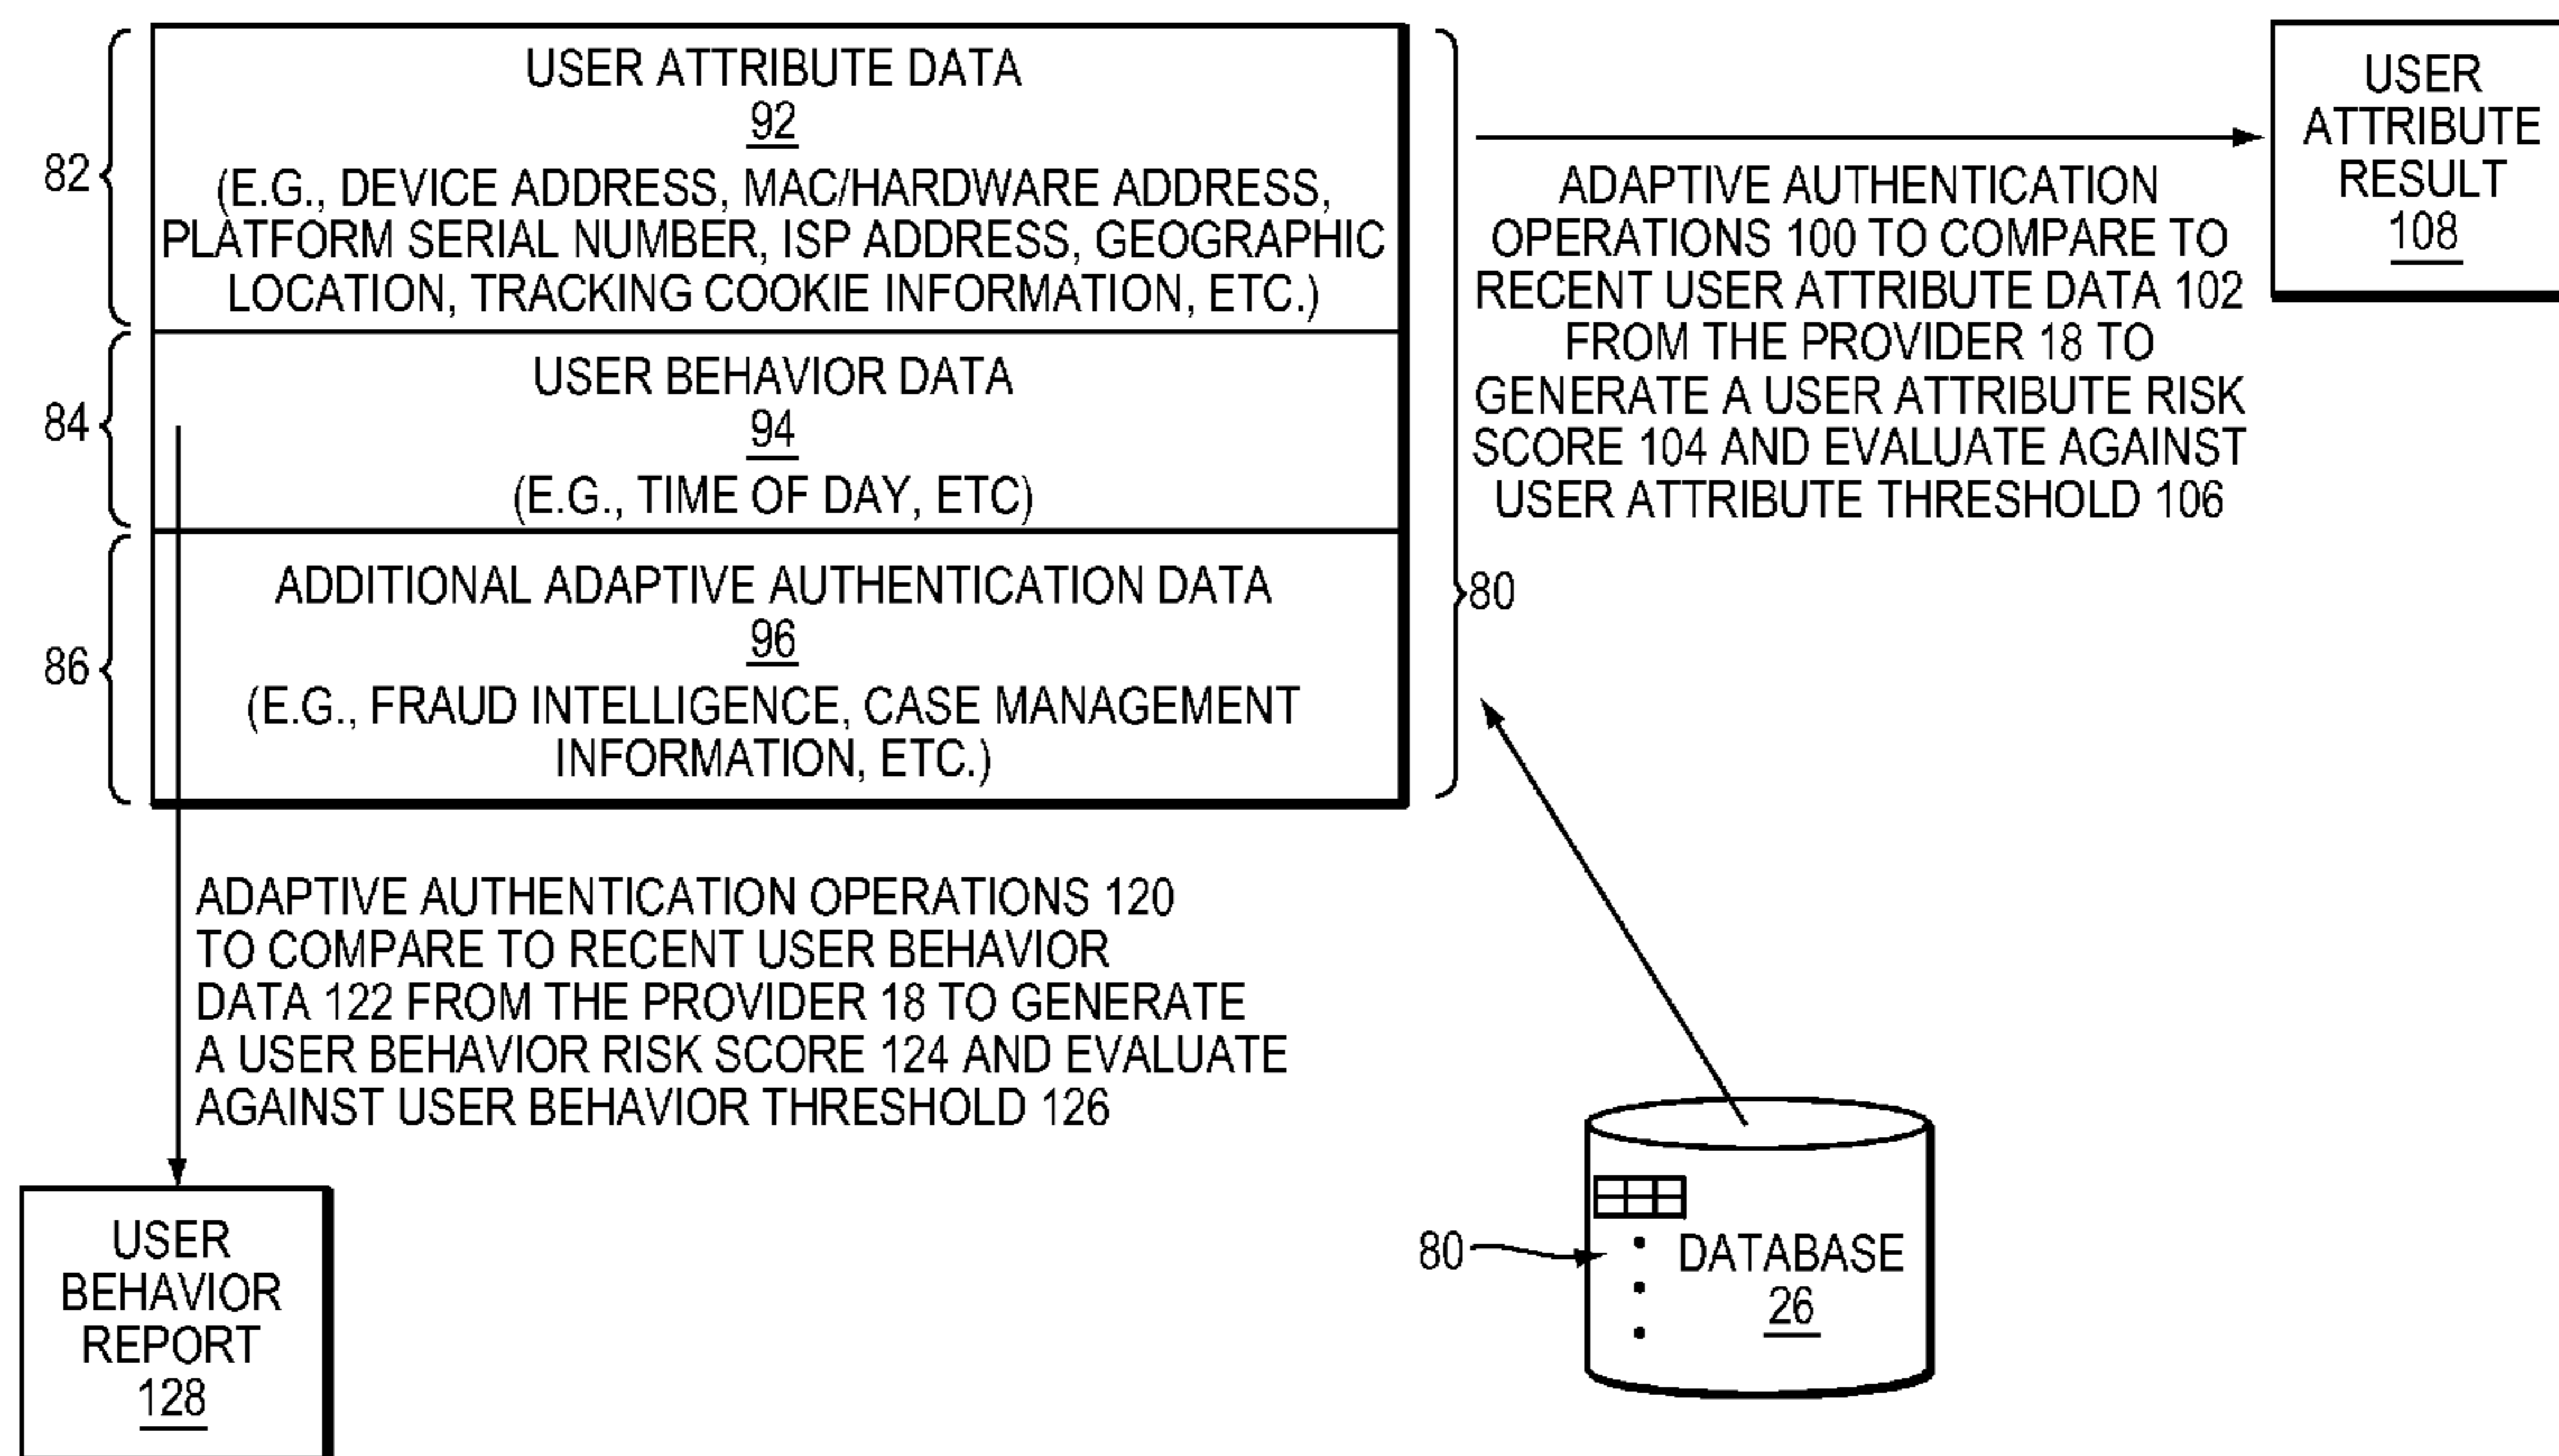 82
USER ATTRIBUTE DATA
92
(E.G., DEVICE ADDRESS, MAC/HARDWARE ADDRESS,
PLATFORM SERIAL NUMBER, ISP ADDRESS, GEOGRAPHIC
LOCATION, TRACKING COOKIE INFORMATION, ETC.)
84
USER BEHAVIOR DATA
94
(E.G., TIME OF DAY, ETC)
86
ADDITIONAL ADAPTIVE AUTHENTICATION DATA
96
(E.G., FRAUD INTELLIGENCE, CASE MANAGEMENT
INFORMATION, ETC.)
80
ADAPTIVE AUTHENTICATION
OPERATIONS 100 TO COMPARE TO
RECENT USER ATTRIBUTE DATA 102
FROM THE PROVIDER 18 TO
GENERATE A USER ATTRIBUTE RISK
SCORE 104 AND EVALUATE AGAINST
USER ATTRIBUTE THRESHOLD 106
USER
ATTRIBUTE
RESULT
108
ADAPTIVE AUTHENTICATION OPERATIONS 120
TO COMPARE TO RECENT USER BEHAVIOR
DATA 122 FROM THE PROVIDER 18 TO GENERATE
A USER BEHAVIOR RISK SCORE 124 AND EVALUATE
AGAINST USER BEHAVIOR THRESHOLD 126
USER
BEHAVIOR
REPORT
128
80
DATABASE
26